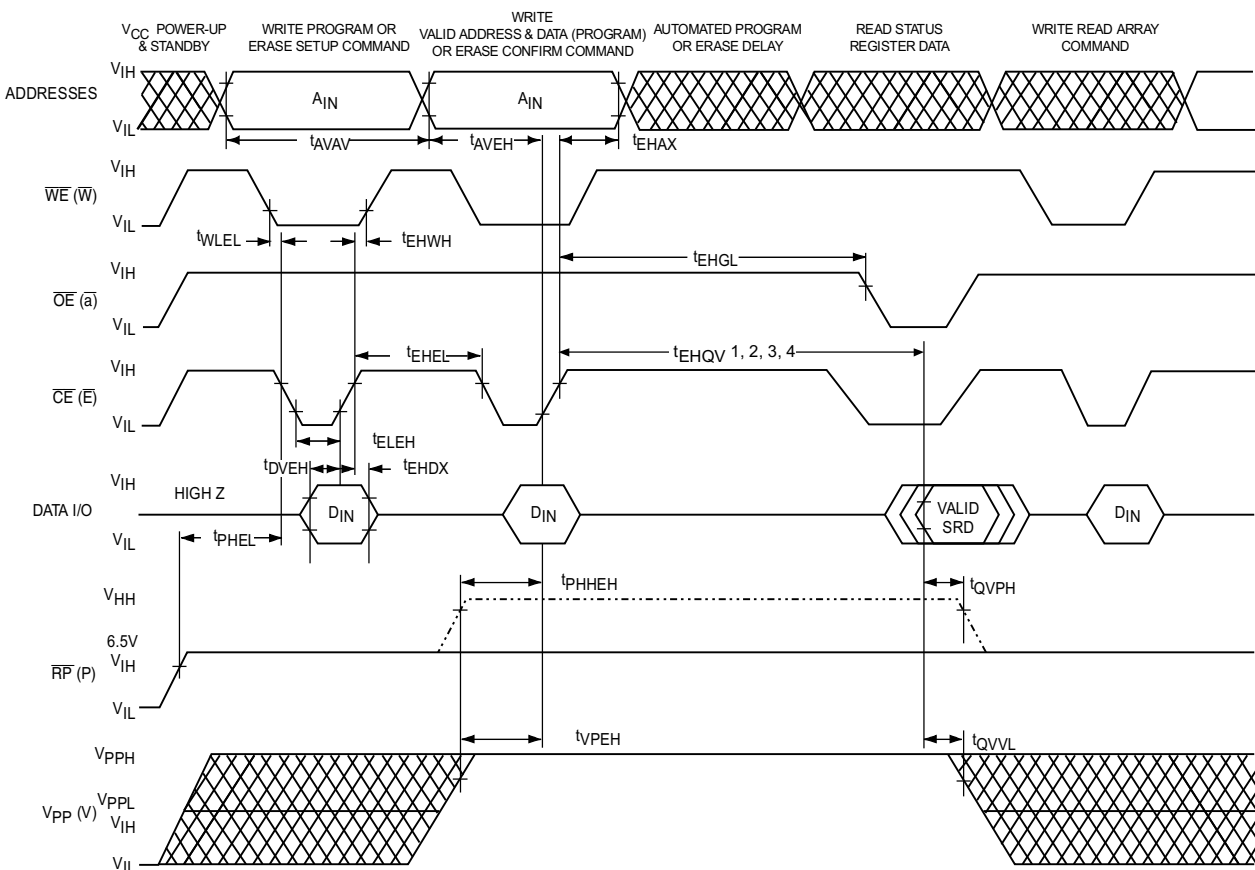 VCC POWER-UP
& STANDBY
WRITE PROGRAM OR
ERASE SETUP COMMAND
WRITE
VALID ADDRESS & DATA (PROGRAM)
OR ERASE CONFIRM COMMAND
AUTOMATED PROGRAM
OR ERASE DELAY
READ STATUS
REGISTER DATA
WRITE READ ARRAY
COMMAND
ADDRESSES
VIH
VIL
AIN
AIN
tAVAV
tAVEH
tEHAX
WE (W)
VIH
VIL
tWLEL
tEHWH
tEHGL
OE (a)
VIH
VIL
tEHEL
tEHQV 1, 2, 3, 4
CE (E)
VIH
VIL
tELEH
tDVEH
tEHDX
DATA I/O
VIH
VIL
HIGH Z
DIN
DIN
VALID
SRD
DIN
tPHEL
tPHHEH
tQVPH
VHH
6.5V
VIH
RP (P)
VIL
tVPEH
tQVVL
VPPH
VPP (V)
VPPL
VIH
VIL